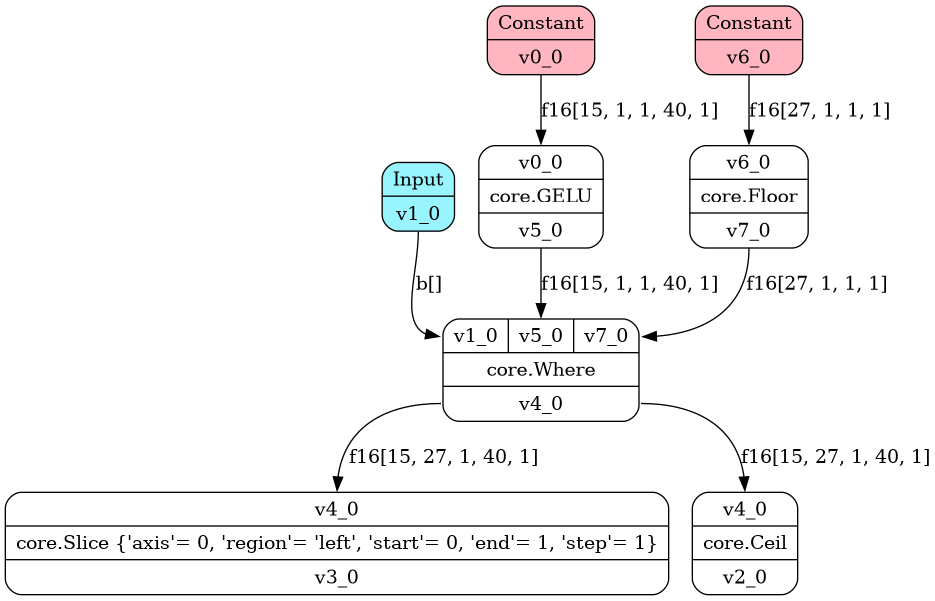 Constant
v0_0
Constant
v6_0
f16[15, 1, 1, 40, 1]
f16[27, 1, 1, 1]
Input
v1_0
v0_0
core.GELU
v5_0
v6_0
core.Floor
v7_0
b[]
f16[15, 1, 1, 40, 1]
f16[27, 1, 1, 1]
v1_0 v5_0 v7_0
core.Where
v4_0
f16[15, 27, 1, 40, 1]
f16[15, 27, 1, 40, 1]
v4_0
core.Slice {'axis'= 0, 'region'= 'left', 'start'= 0, 'end'= 1, 'step'= 1}
v3_0
v4_0
core.Ceil
v2_0